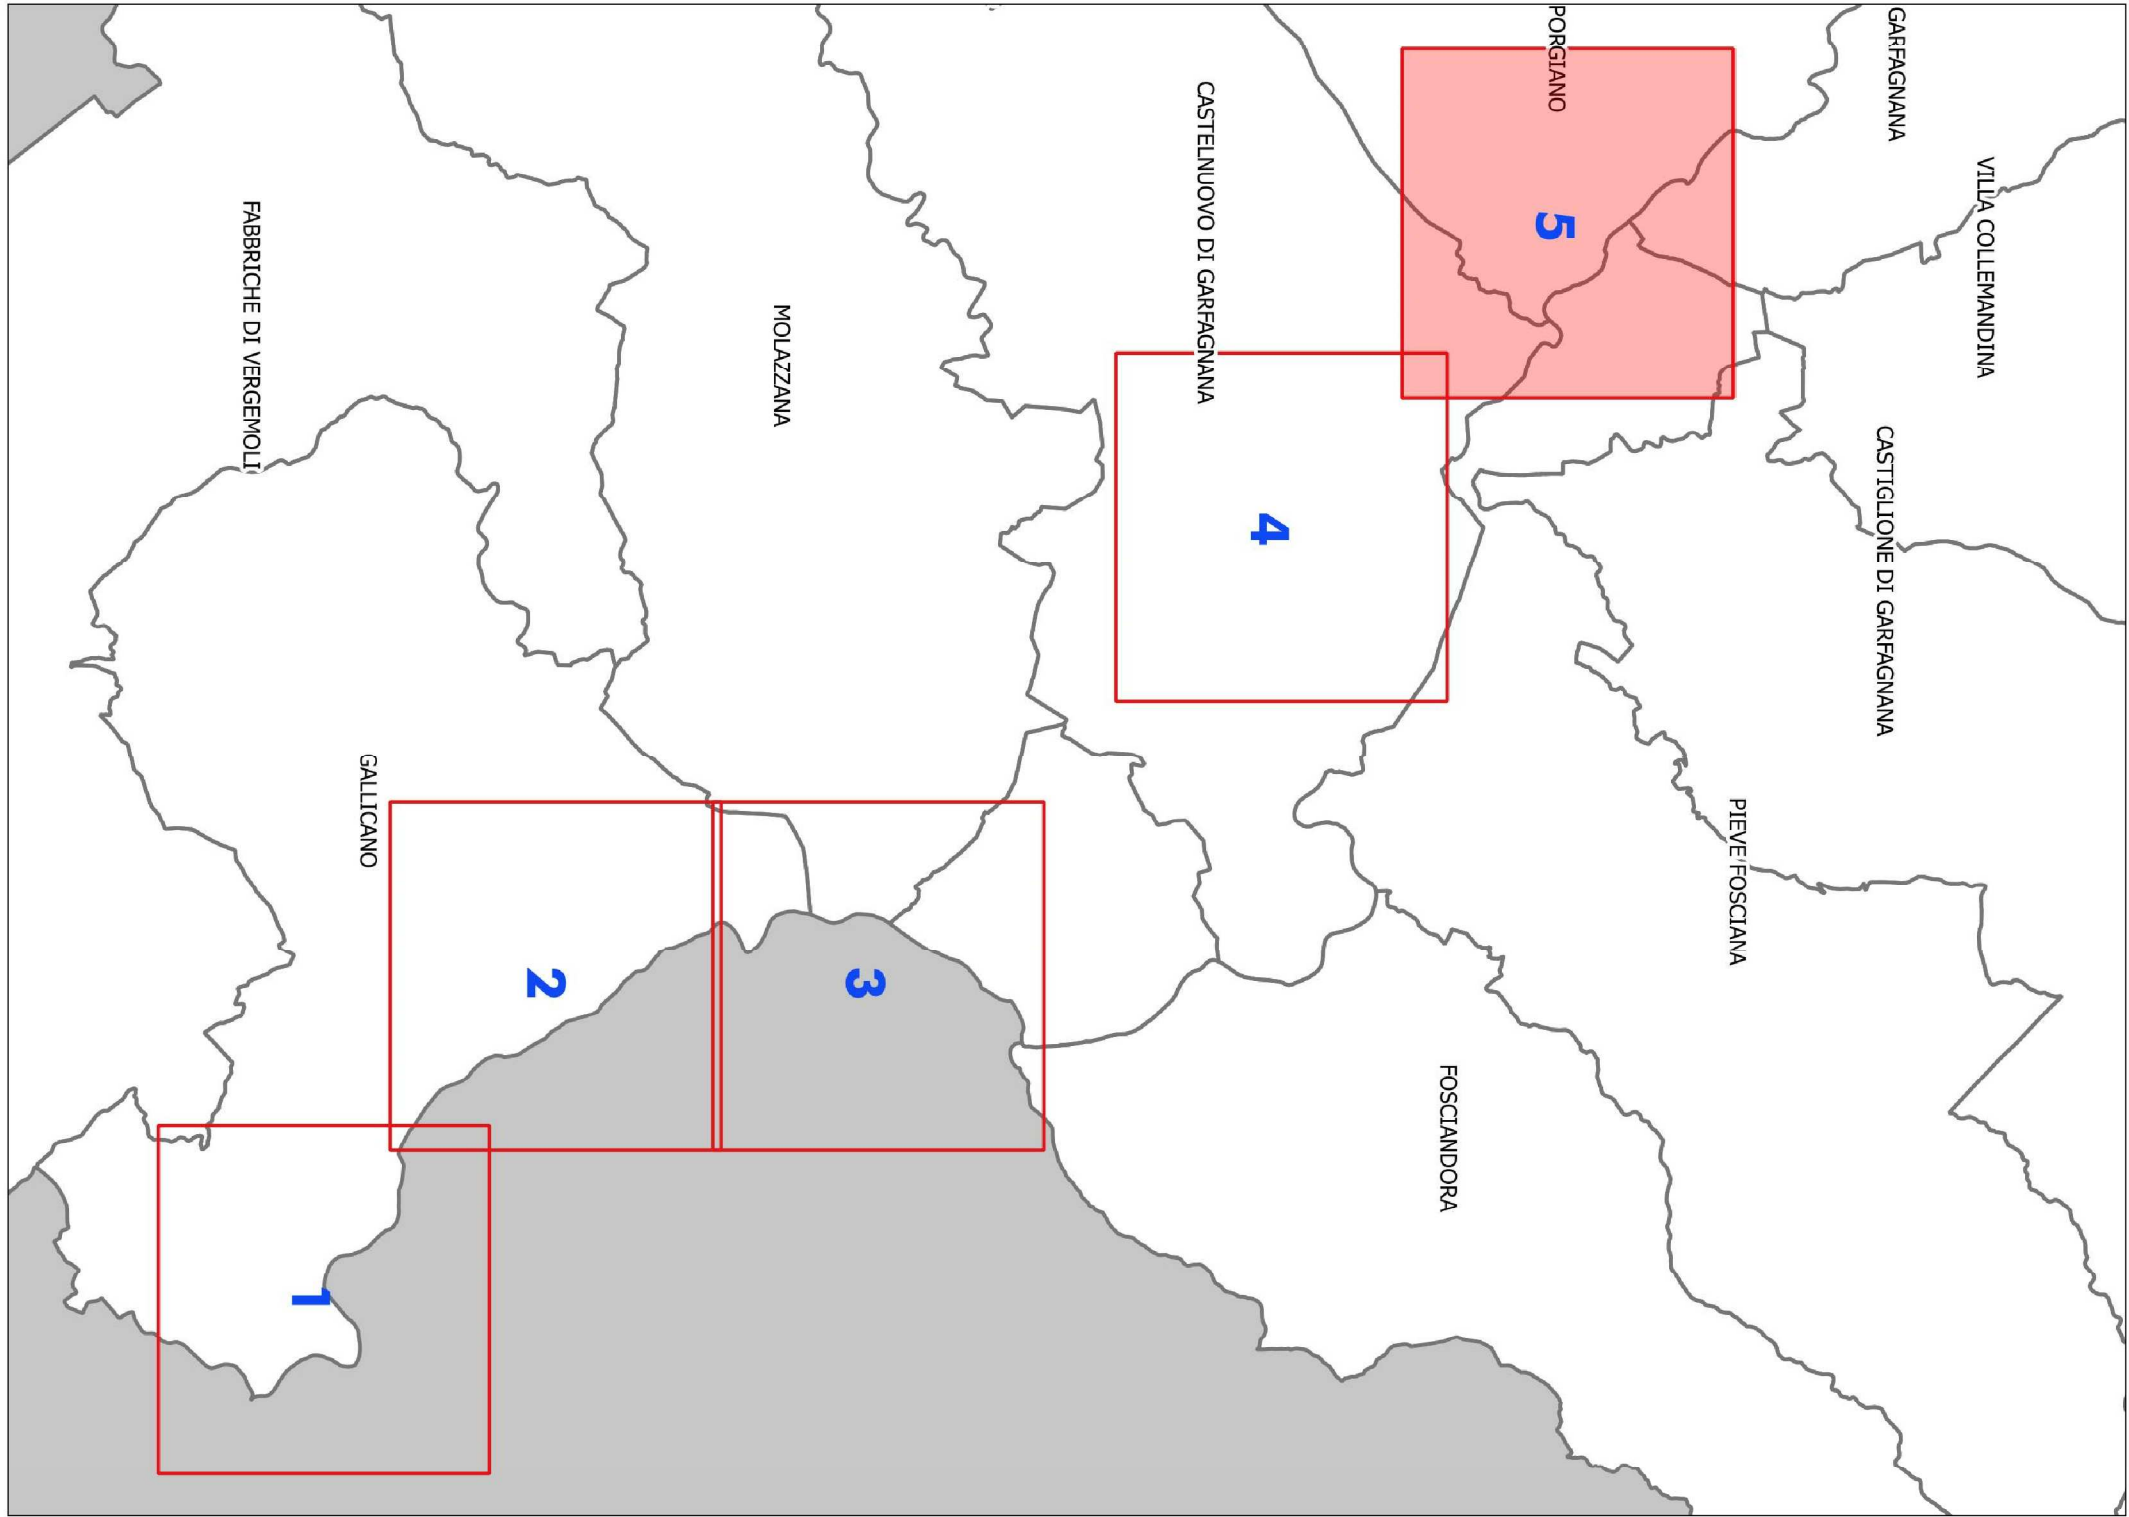 VILLA COLLEMANDINA
GARFAGNANA
CASTIGLIONE DI GARFAGNANA
PIEVE FOSCIANA
PORGIANO
5
FOSCIANDORA
4
CASTELNUOVO DI GARFAGNANA
3
MOLAZZANA
2
GALLICANO
1
FABBRICHE DI VERGEMOLI